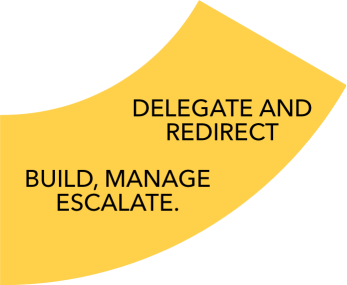 DELEGATE AND
REDIRECT
BUILD, MANAGE
ESCALATE.